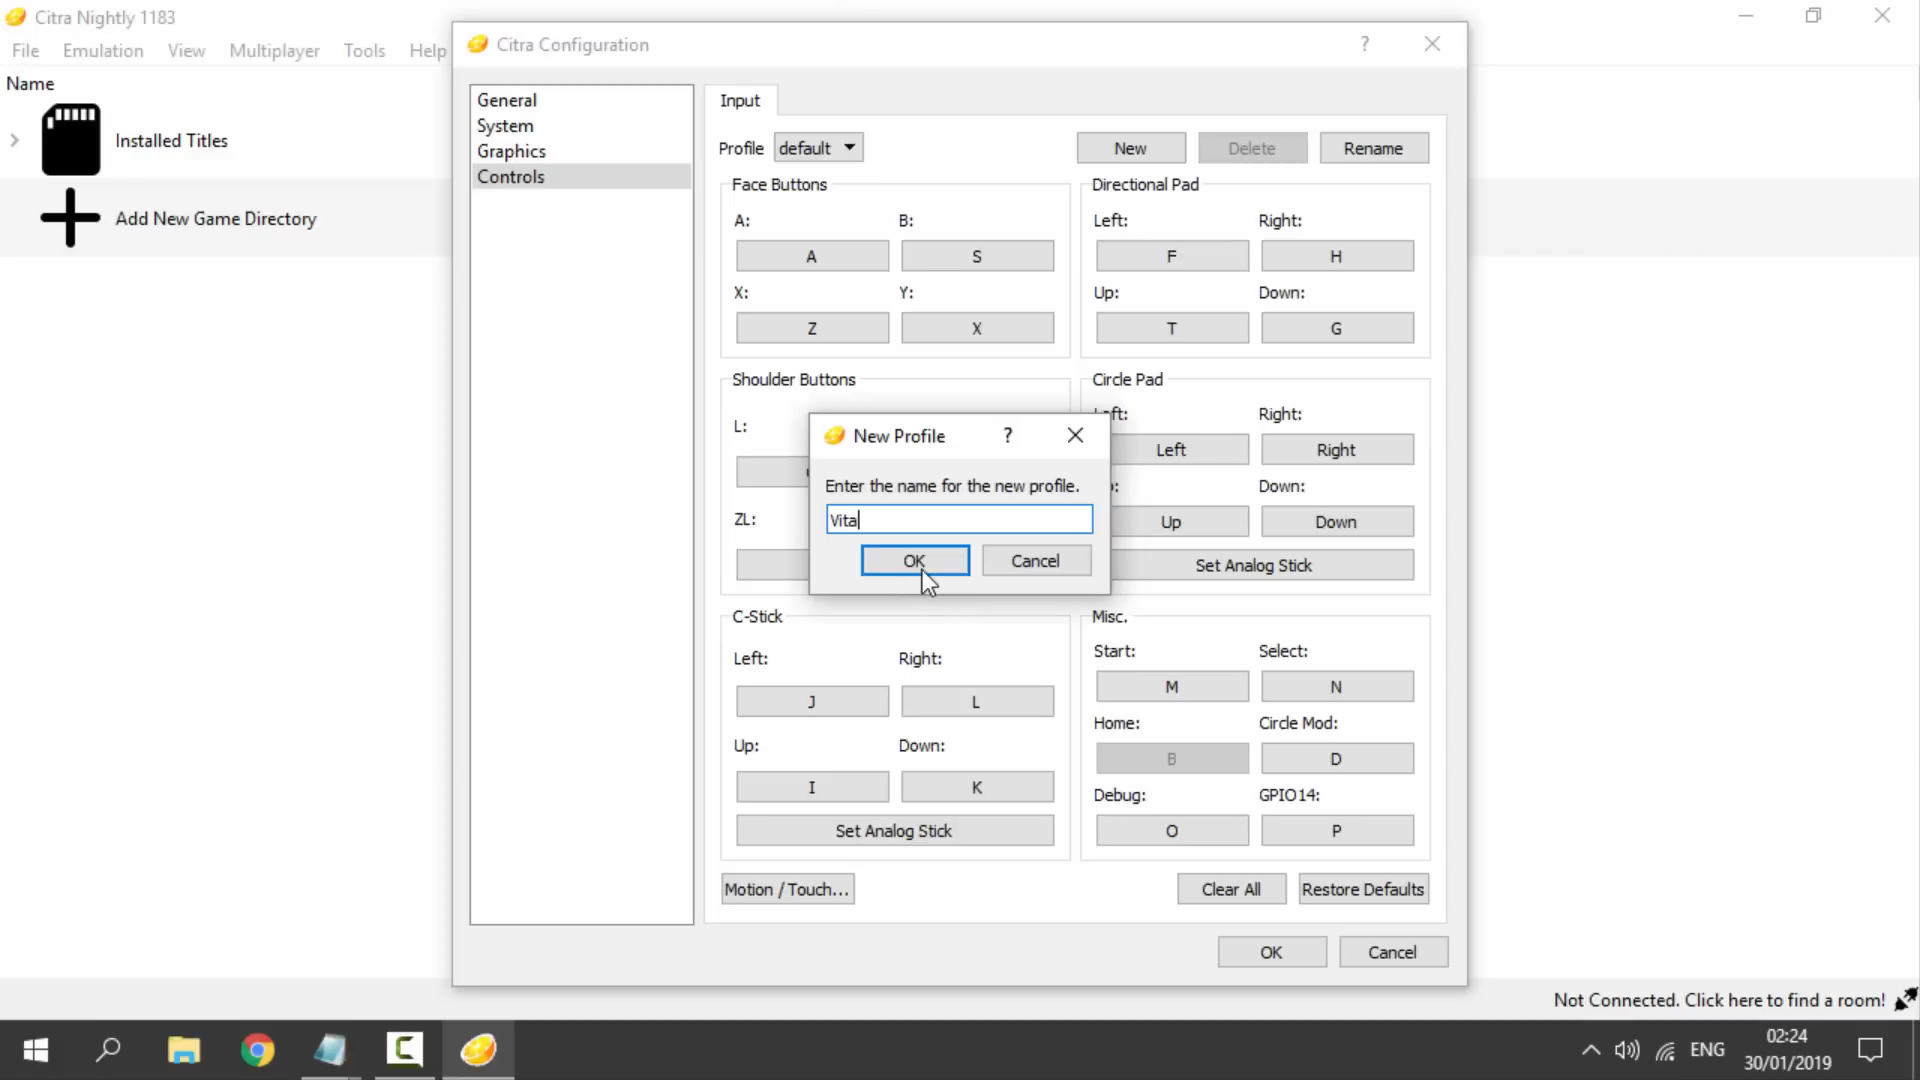 Citra Nightly 1183
File Emulation View Multiplayer Tools Help
Name
Installed Titles
Add New Game Directory
Citra Configuration
?
General
System
Graphics
Controls
Input
Profile default New Delete Rename
Face Buttons
A: B:
A S
X: Y:
Z X
Directional Pad
Left: Right:
F H
Up: Down:
T G
Shoulder Buttons
L:
ZL:
Circle Pad
Right:
Left Right
Down:
Up Down
Set Analog Stick
New Profile ?
Enter the name for the new profile.
Vita
OK Cancel
C-Stick
Left: Right:
J L
Up: Down:
I K
Set Analog Stick
Misc.
Start: Select:
M N
Home: Circle Mod:
B D
Debug: GPIO14:
O P
Motion / Touch... Clear All Restore Defaults
OK Cancel
Not Connected. Click here to find a room!
ENG
02:24
30/01/2019